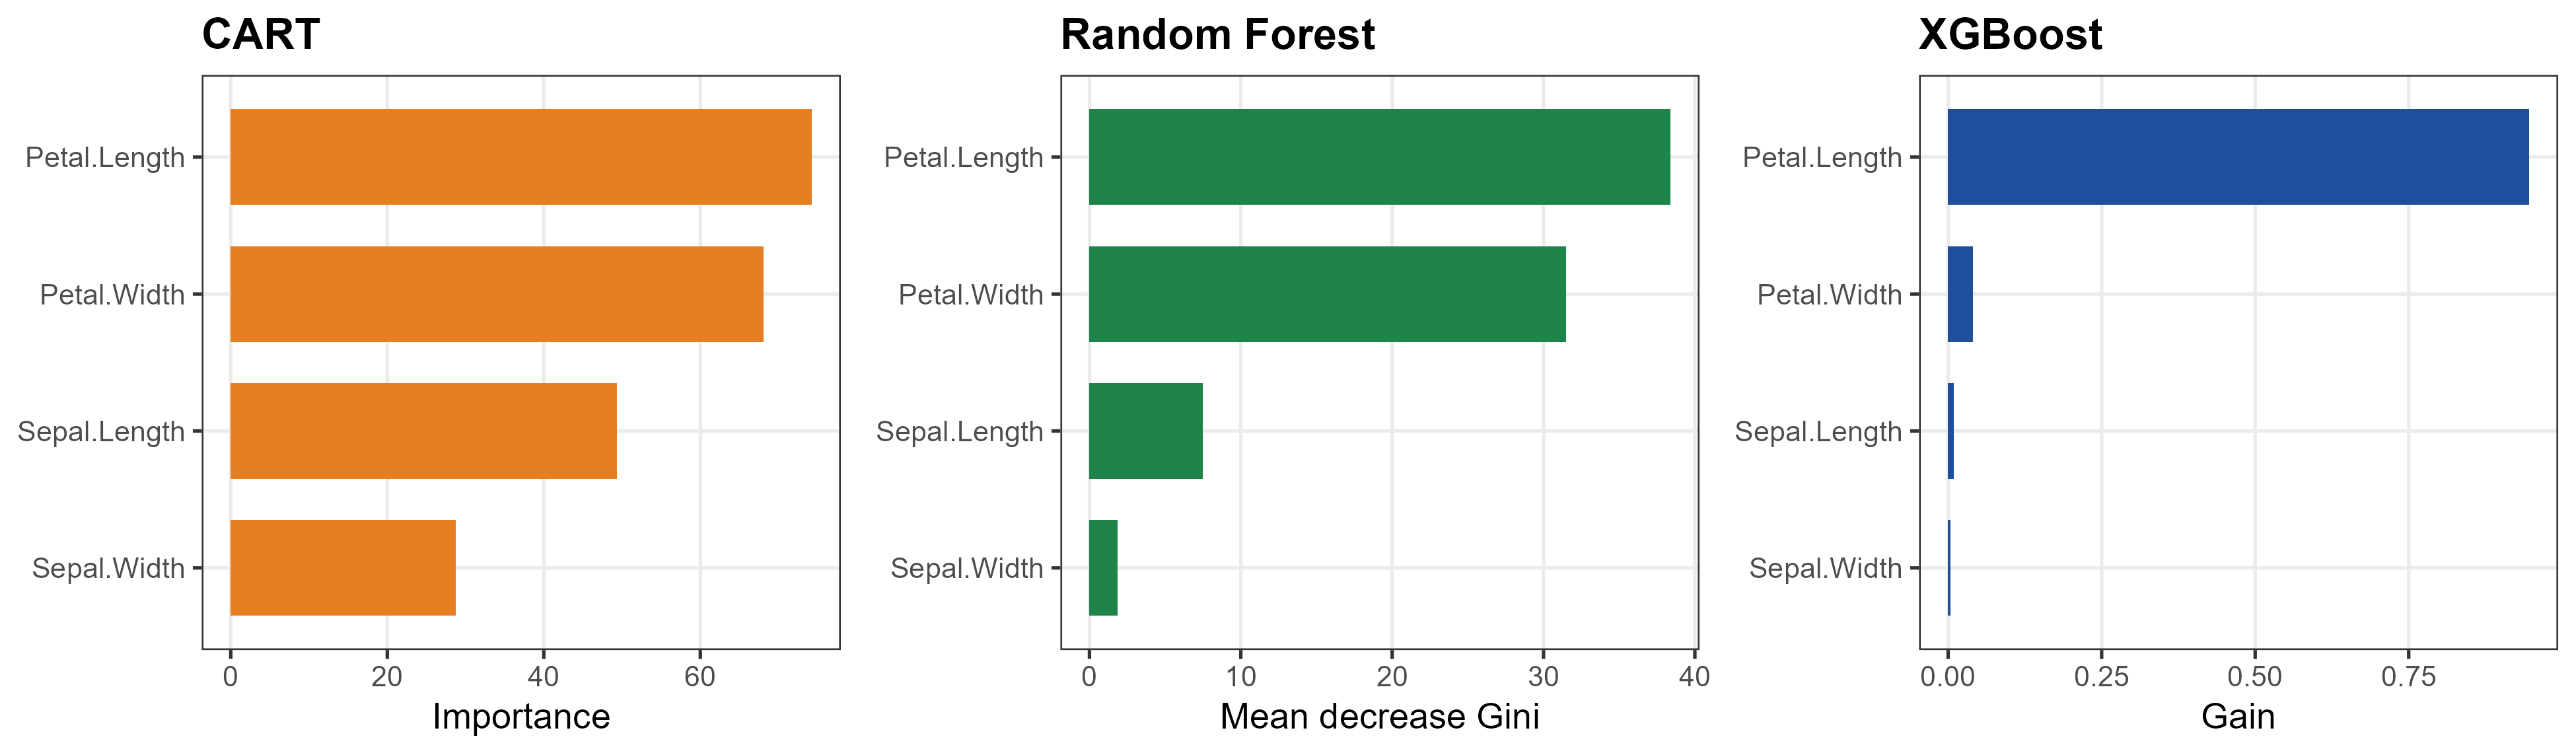 CART
Petal.Length
Petal.Width
Sepal.Length
Sepal.Width
0 20 40 60
Importance
Random Forest
Petal.Length
Petal.Width
Sepal.Length
Sepal.Width
0 10 20 30 40
Mean decrease Gini
XGBoost
Petal.Length
Petal.Width
Sepal.Length
Sepal.Width
0.00 0.25 0.50 0.75
Gain